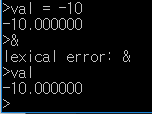 >val = -10
-10.000000
>&
lexical error: &
>val
-10.000000
>